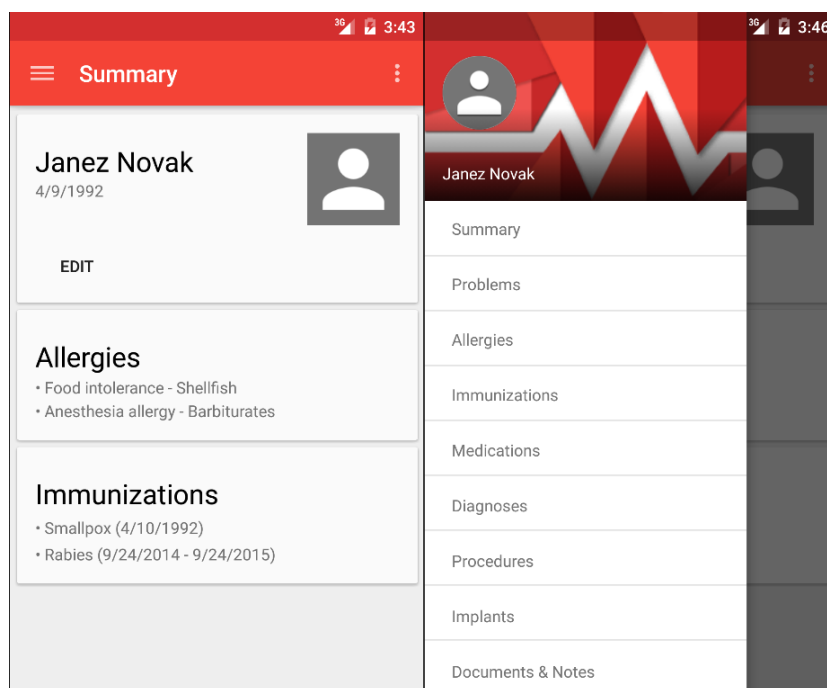 3G 3:43
Summary
Janez Novak
4/9/1992
EDIT
Allergies
• Food intolerance - Shellfish
• Anesthesia allergy - Barbiturates
Immunizations
• Smallpox (4/10/1992)
• Rabies (9/24/2014 - 9/24/2015)
3G 3:46
Janez Novak
Summary
Problems
Allergies
Immunizations
Medications
Diagnoses
Procedures
Implants
Documents & Notes